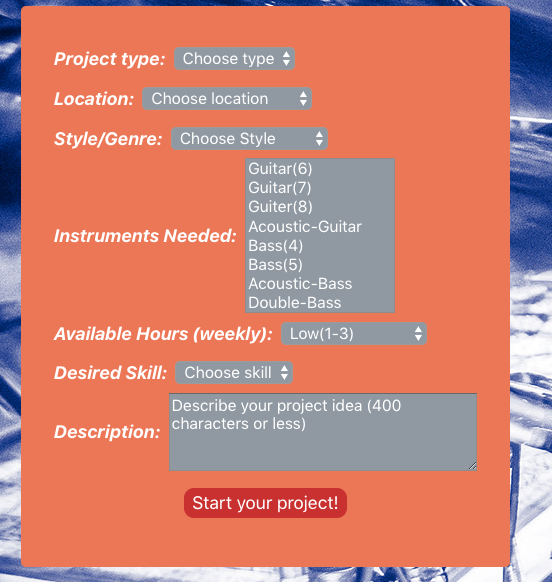 Project type: Choose type
Location: Choose location
Style/Genre: Choose Style
Guitar(6)
Guitar(7)
Guiter(8)
Acoustic-Guitar
Instruments Needed: Bass(4)
Bass(5)
Acoustic-Bass
Double-Bass
Available Hours (weekly): Low(1-3)
Desired Skill: Choose skill
Describe your project idea (400
characters or less)
Description:
Start your project!